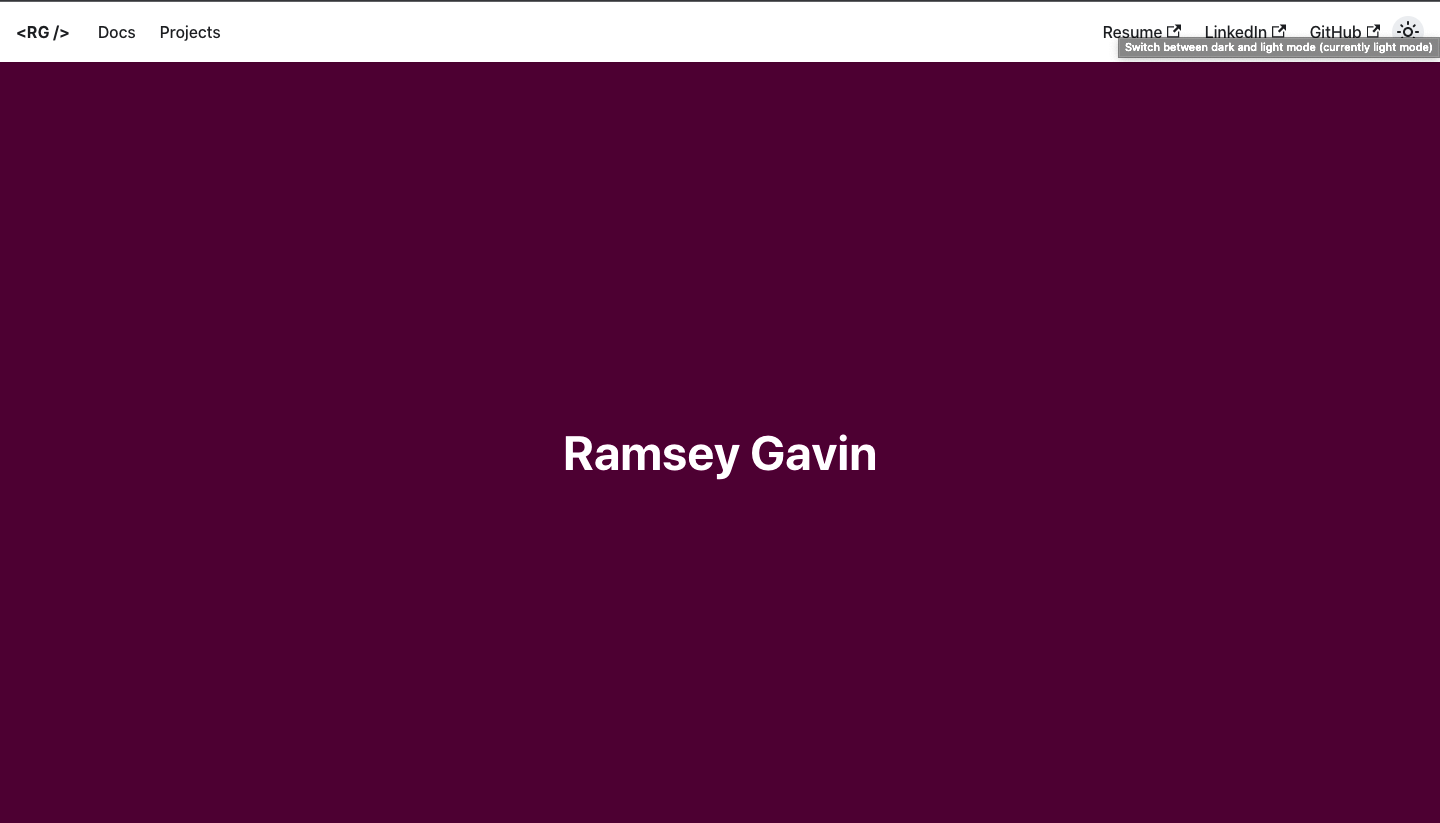 <RG /> Docs Projects Resume LinkedIn GitHub
Switch between dark and light mode (currently light mode)
Ramsey Gavin